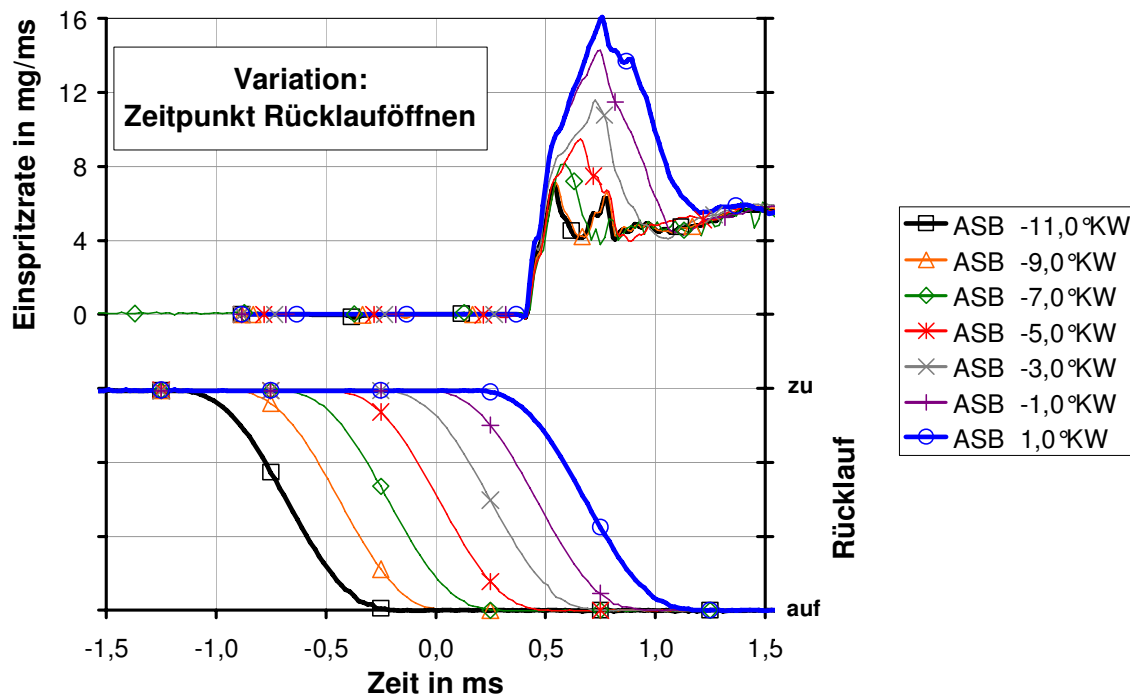 Einspritzrate in mg/ms
16
12
8
4
0
Variation:
Zeitpunkt Rücklauföffnen
zu
auf
Rücklauf
-1,5
-1,0
-0,5
0,0
0,5
1,0
1,5
Zeit in ms
ASB -11,0°KW
ASB -9,0°KW
ASB -7,0°KW
ASB -5,0°KW
ASB -3,0°KW
ASB -1,0°KW
ASB 1,0°KW